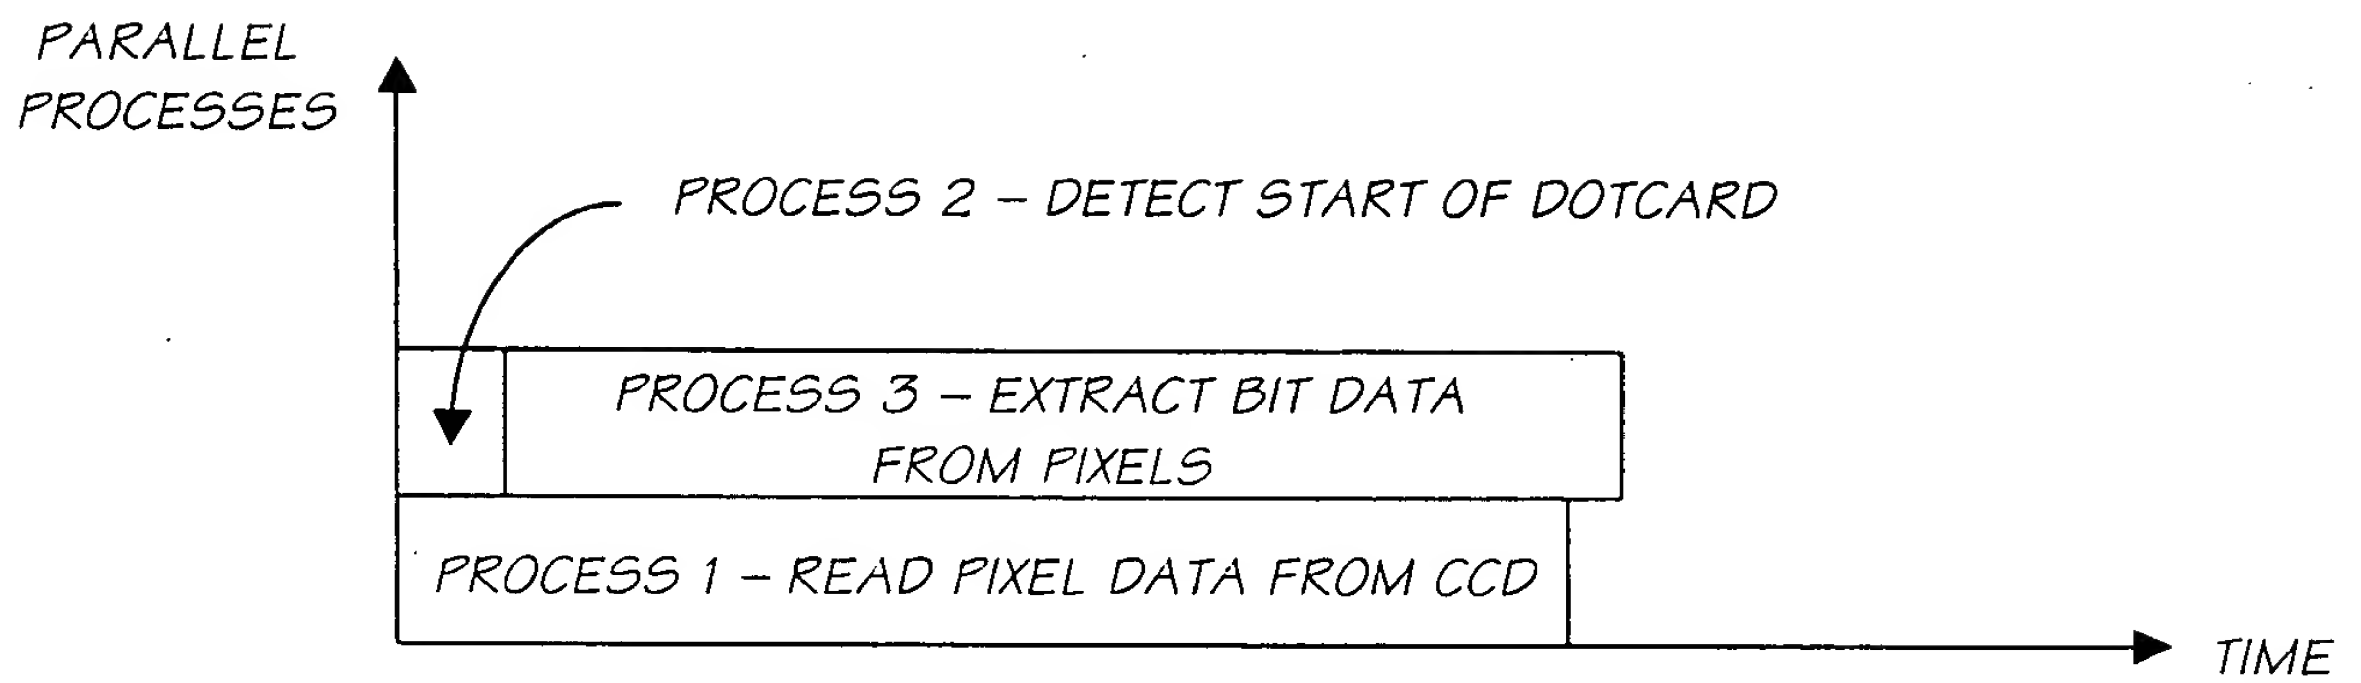 PARALLEL
PROCESSES
PROCESS 2 – DETECT START OF DOTCARD
PROCESS 3 – EXTRACT BIT DATA
FROM PIXELS
PROCESS 1 – READ PIXEL DATA FROM CCD
TIME